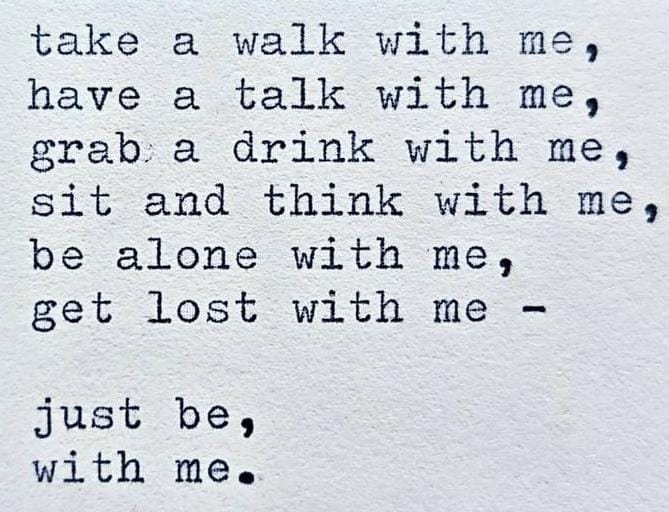 take a walk with me,
have a talk with me,
grab a drink with me,
sit and think with me,
be alone with me,
get lost with me -
just be,
with me.